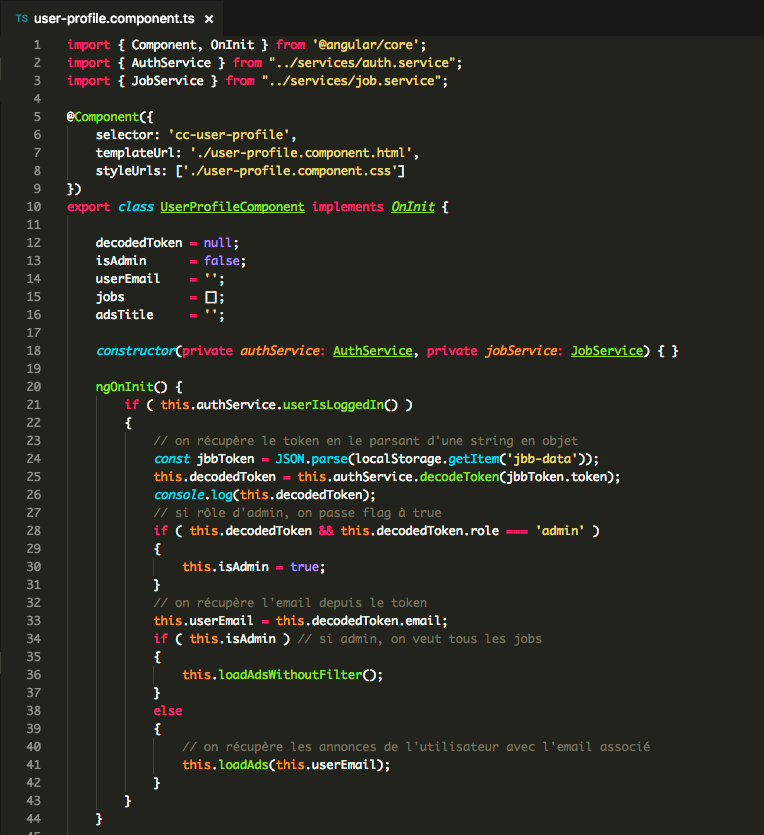 TS user-profile.component.ts ×
1 import { Component, OnInit } from '@angular/core';
2 import { AuthService } from "../services/auth.service";
3 import { JobService } from "../services/job.service";
4
5 @Component({
6     selector: 'cc-user-profile',
7     templateUrl: './user-profile.component.html',
8     styleUrls: ['./user-profile.component.css']
9 })
10 export class UserProfileComponent implements OnInit {
11
12     decodedToken = null;
13     isAdmin      = false;
14     userEmail    = '';
15     jobs         = [];
16     adsTitle     = '';
17
18     constructor(private authService: AuthService, private jobService: JobService) { }
19
20     ngOnInit() {
21         if ( this.authService.userIsLoggedIn() )
22         {
23             // on récupère le token en le parsant d'une string en objet
24             const jbbToken = JSON.parse(localStorage.getItem('jbb-data'));
25             this.decodedToken = this.authService.decodeToken(jbbToken.token);
26             console.log(this.decodedToken);
27             // si rôle d'admin, on passe flag à true
28             if ( this.decodedToken && this.decodedToken.role === 'admin' )
29             {
30                 this.isAdmin = true;
31             }
32             // on récupère l'email depuis le token
33             this.userEmail = this.decodedToken.email;
34             if ( this.isAdmin ) // si admin, on veut tous les jobs
35             {
36                 this.loadAdsWithoutFilter();
37             }
38             else
39             {
40                 // on récupère les annonces de l'utilisateur avec l'email associé
41                 this.loadAds(this.userEmail);
42             }
43         }
44     }